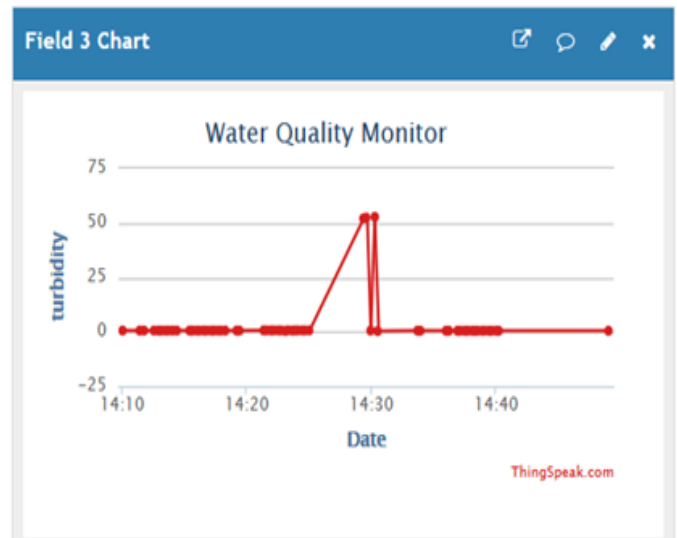 Field 3 Chart
Water Quality Monitor
75
50
25
0
-25
turbidity
14:10 14:20 14:30 14:40
Date
ThingSpeak.com